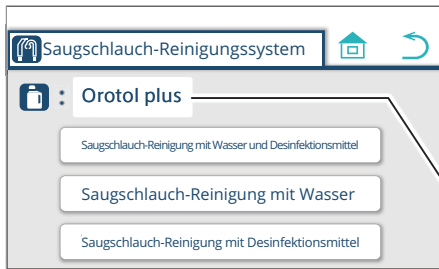 Saugschlauch-Reinigungssystem
: Orotol plus
Saugschlauch-Reinigung mit Wasser und Desinfektionsmittel
Saugschlauch-Reinigung mit Wasser
Saugschlauch-Reinigung mit Desinfektionsmittel